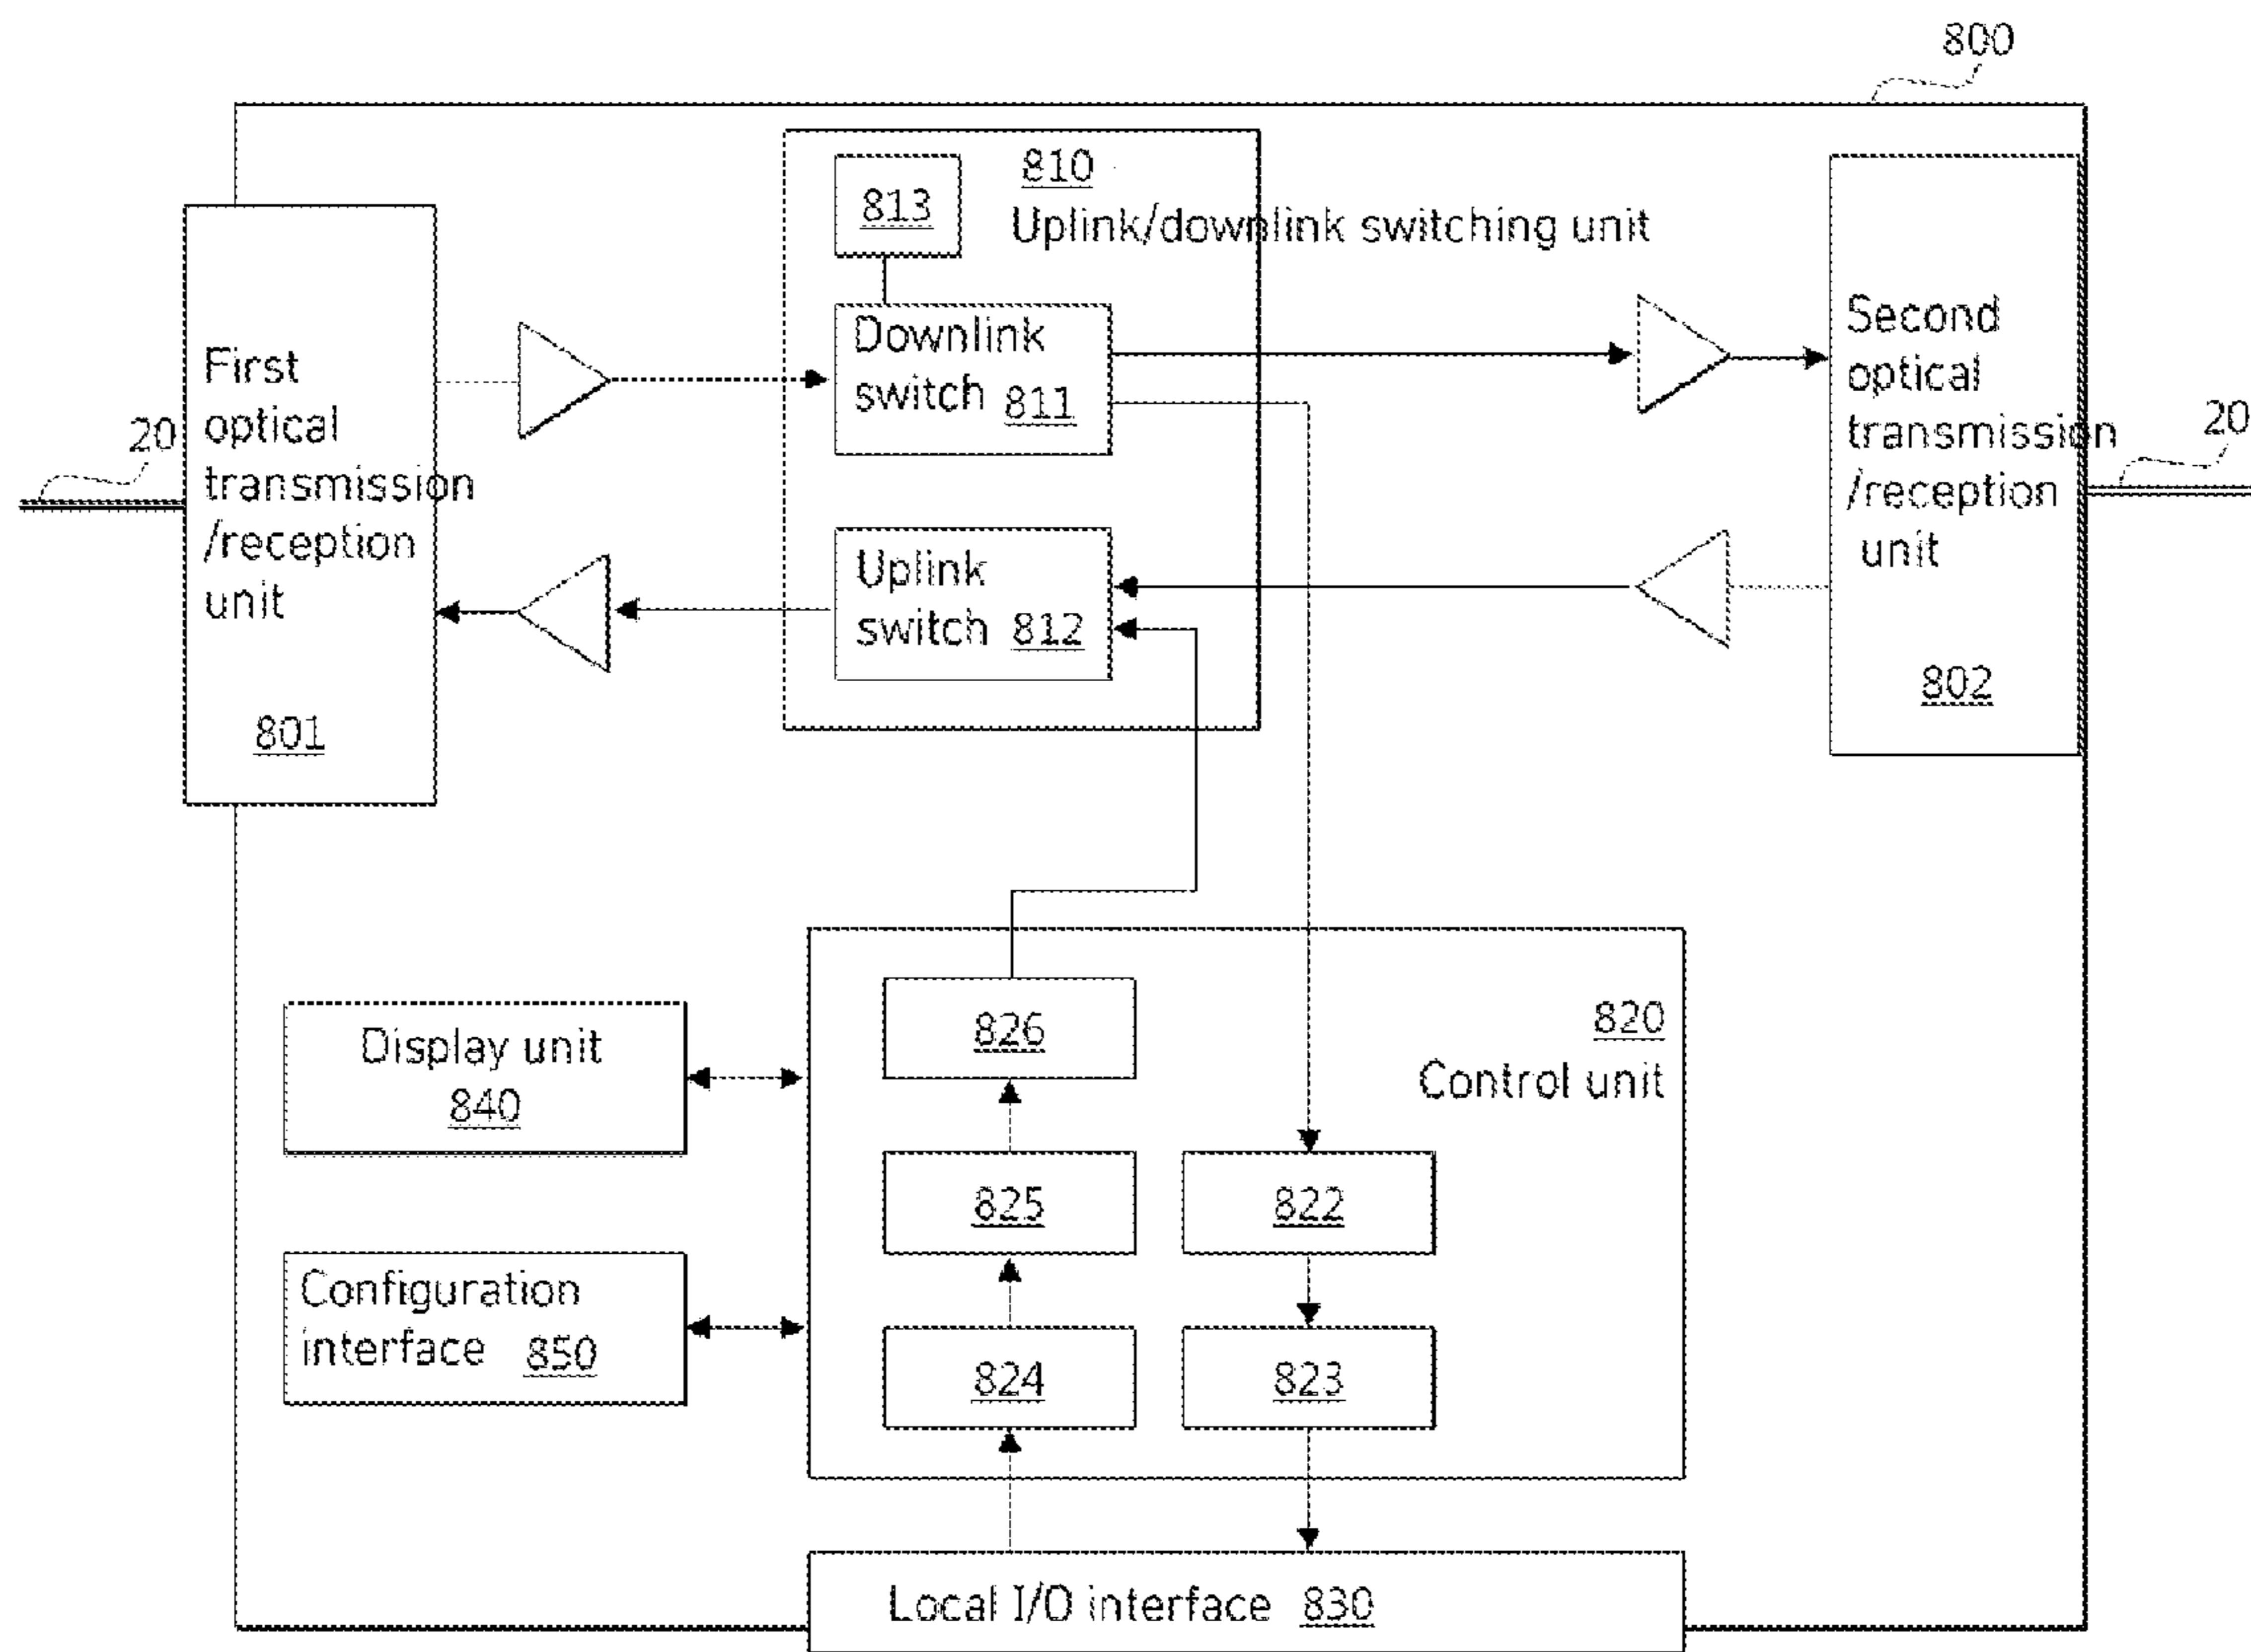 800
810
813
Uplink/downlink switching unit
Downlink
switch 811
First
optical
transmission
/reception
unit
801
20
Second
optical
transmission
/reception
unit
802
20
Uplink
switch 812
826
820
Control unit
Display unit
840
825
822
Configuration
interface 850
824
823
Local I/O interface 830